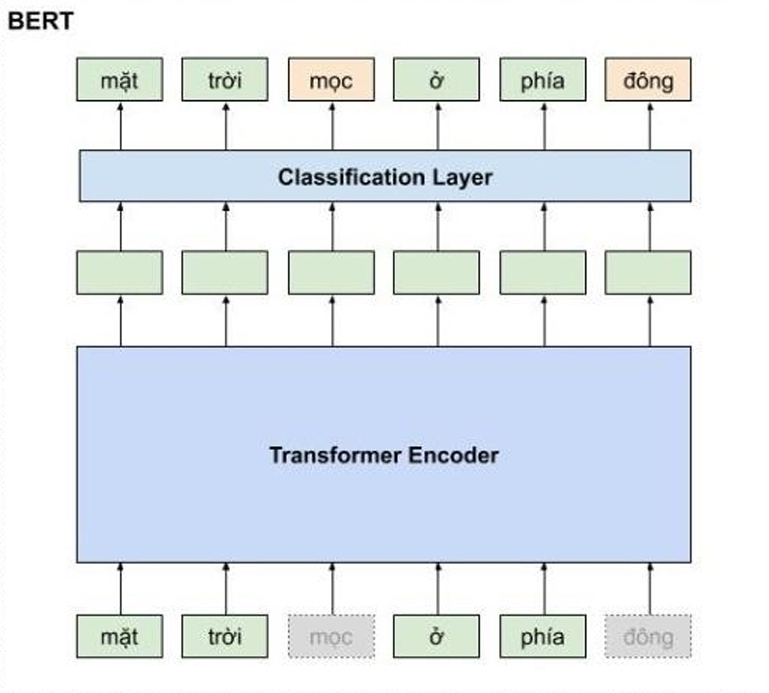 BERT
mặt trời mọc ở phía đông
Classification Layer
Transformer Encoder
mặt trời mọc ở phía đông